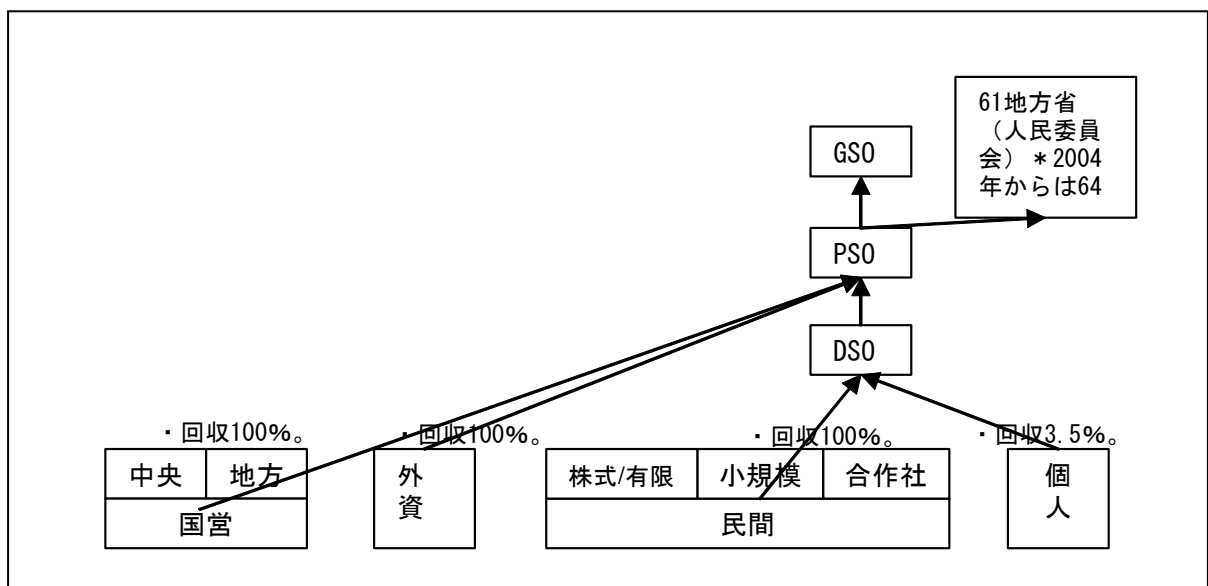 61地方省
(人民委員
会) *2004
年からは64
GSO
PSO
DSO
・回収100%。
・回収100%。
・回収100%。
・回収3.5%。
中央
地方
国営
外
資
株式/有限
小規模
合作社
民間
個
人